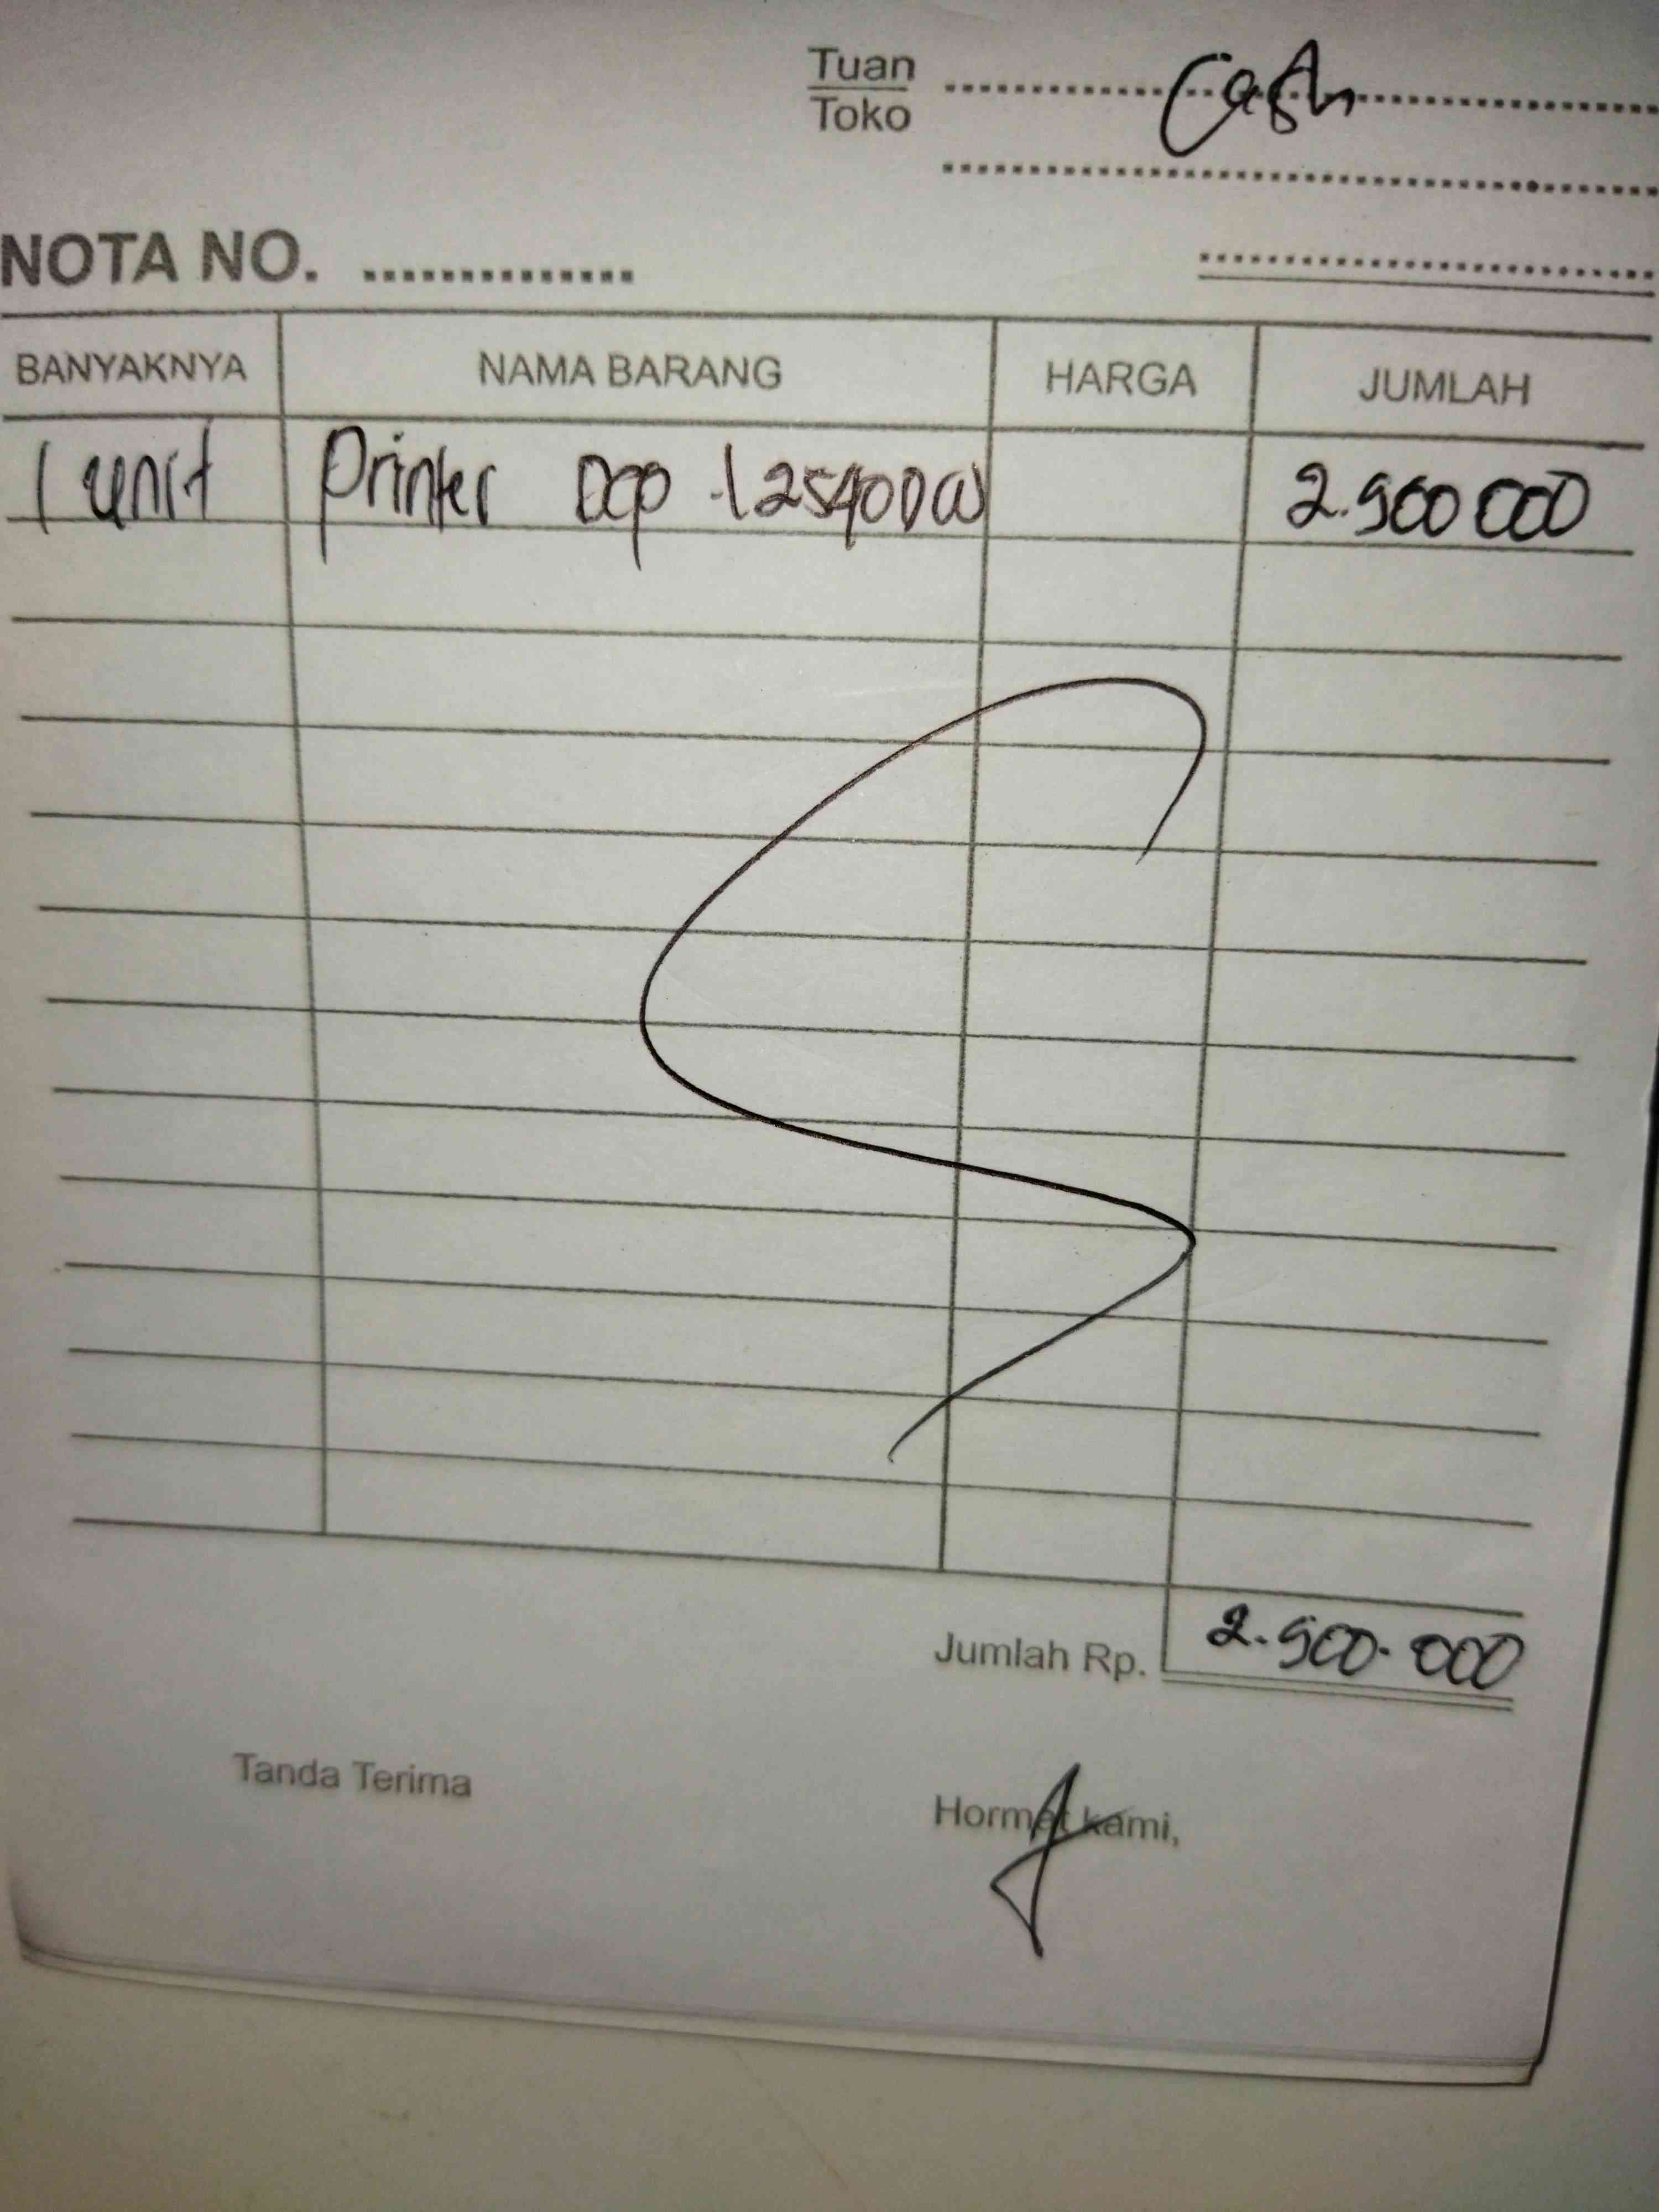 Tuan
Toko
Cash
NOTA NO.
BANYAKNYA NAMA BARANG HARGA JUMLAH
1 unit Printer Dcp -L2540DW 2.500 000
Jumlah Rp. 2.500.000
Tanda Terima
Hormat kami,